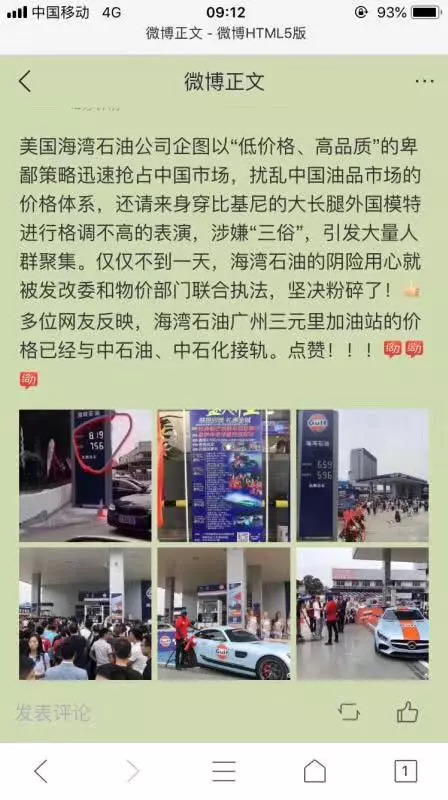 中国移动 4G 09:12 93%
微博正文 - 微博HTML5版
微博正文
美国海湾石油公司企图以“低价格、高品质”的卑
鄙策略迅速抢占中国市场，扰乱中国油品市场的
价格体系，还请来身穿比基尼的大长腿外国模特
进行格调不高的表演，涉嫌“三俗”，引发大量人
群聚集。仅仅不到一天，海湾石油的阴险用心就
被发改委和物价部门联合执法，坚决粉碎了！
多位网友反映，海湾石油广州三元里加油站的价
格已经与中石油、中石化接轨。点赞！！！
海湾石油
8.19
7.56
Gulf
海湾石油
6.59
5.96
Gulf
发表评论
1